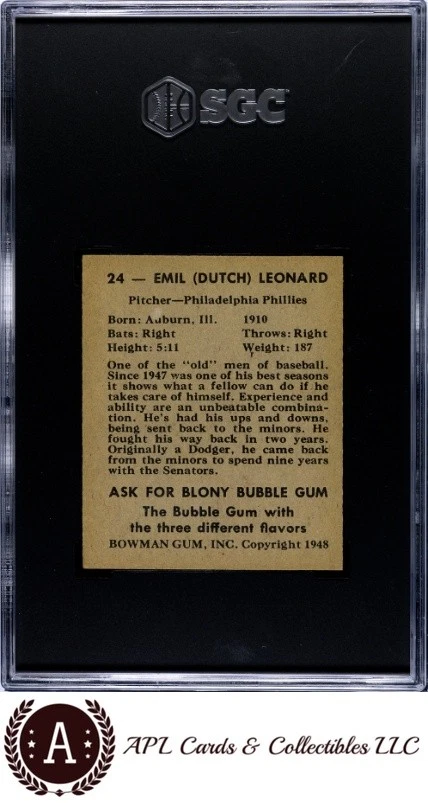 SGC
24 — EMIL (DUTCH) LEONARD
Pitcher—Philadelphia Phillies
Born: Auburn, Ill. 1910
Bats: Right Throws: Right
Height: 5:11 Weight: 187
One of the "old" men of baseball.
Since 1947 was one of his best seasons
it shows what a fellow can do if he
takes care of himself. Experience and
ability are an unbeatable combina-
tion. He's had his ups and downs,
being sent back to the minors. He
fought his way back in two years.
Originally a Dodger, he came back
from the minors to spend nine years
with the Senators.
ASK FOR BLONY BUBBLE GUM
The Bubble Gum with
the three different flavors
BOWMAN GUM, INC. Copyright 1948
A
APL Cards & Collectibles LLC